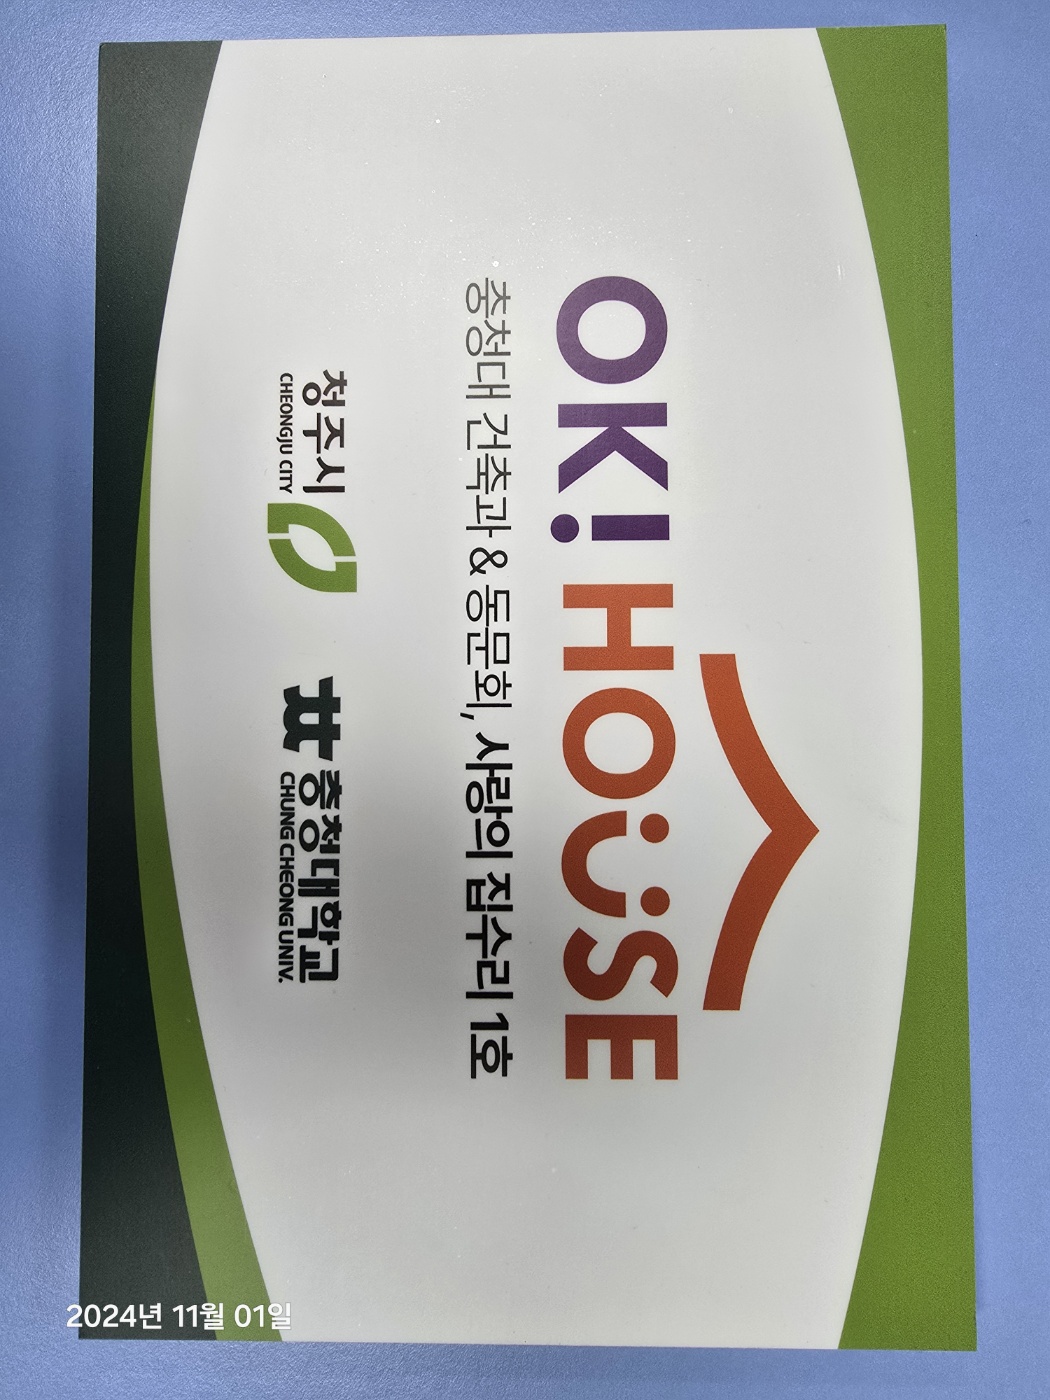 OK! HOUSE
충청대 건축과 & 동문회, 사랑의 집수리 1호
청주시
CHEONGJU CITY
충청대학교
CHUNG CHEONG UNIV.
2024년 11월 01일